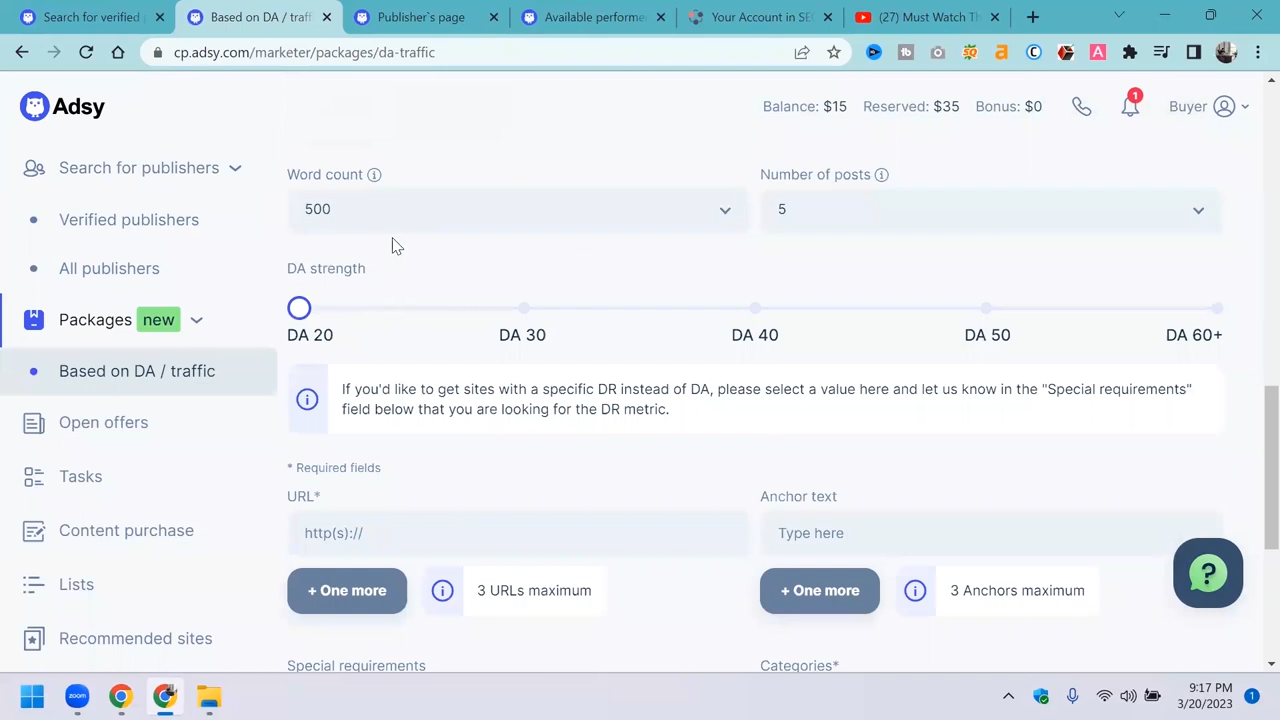 Search for verified p
Based on DA / traff
Publisher`s page
Available performe
Your Account in SEC
(27) Must Watch Th
cp.adsy.com/marketer/packages/da-traffic
Adsy
Balance: $15 Reserved: $35 Bonus: $0
1
Buyer
Search for publishers
Verified publishers
All publishers
Packages new
Based on DA / traffic
Open offers
Tasks
Content purchase
Lists
Recommended sites
Word count
500
Number of posts
5
DA strength
DA 20 DA 30 DA 40 DA 50 DA 60+
If you'd like to get sites with a specific DR instead of DA, please select a value here and let us know in the "Special requirements"
field below that you are looking for the DR metric.
* Required fields
URL*
http(s)://
Anchor text
Type here
+ One more
3 URLs maximum
+ One more
3 Anchors maximum
Special requirements
Categories*
zoom
9:17 PM
3/20/2023
1